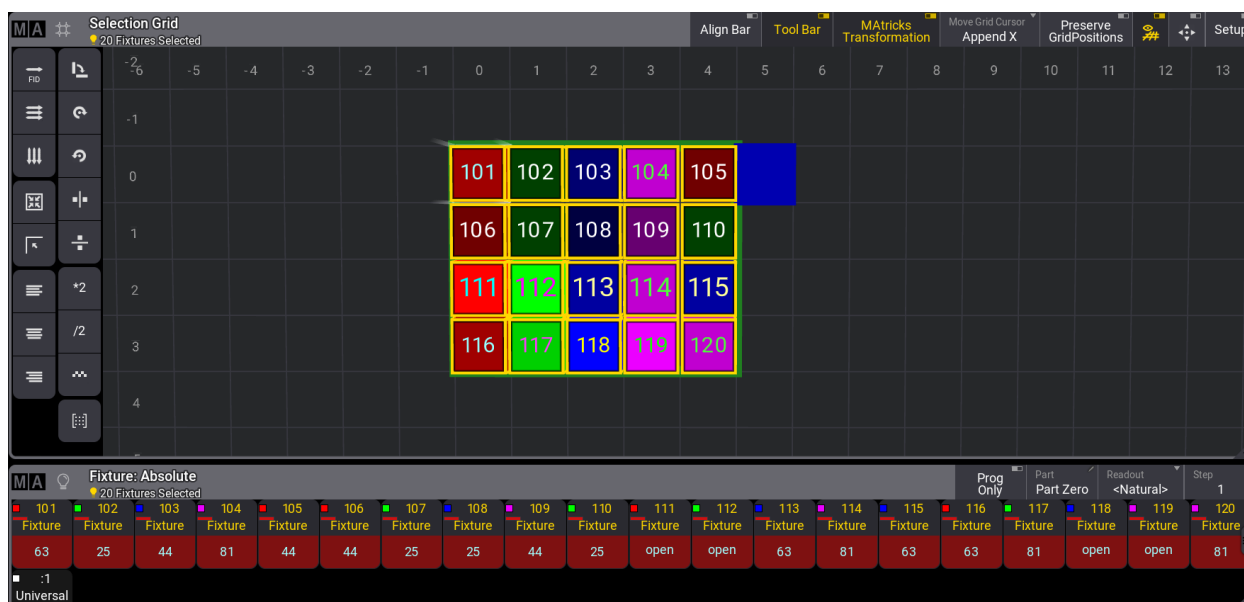 MA Selection Grid
20 Fixtures Selected
Align Bar
Tool Bar
MAtricks
Transformation
Move Grid Cursor
Append X
Preserve
GridPositions
Setup
FID
*2
/2
-2
-6 -5 -4 -3 -2 -1 0 1 2 3 4 5 6 7 8 9 10 11 12 13
-1
0 101 102 103 104 105
1 106 107 108 109 110
2 111 112 113 114 115
3 116 117 118 119 120
4
MA Fixture: Absolute
20 Fixtures Selected
Prog
Only
Part
Part Zero
Readout
<Natural>
Step
1
101 102 103 104 105 106 107 108 109 110 111 112 113 114 115 116 117 118 119 120
Fixture Fixture Fixture Fixture Fixture Fixture Fixture Fixture Fixture Fixture Fixture Fixture Fixture Fixture Fixture Fixture Fixture Fixture Fixture Fixture
63 25 44 81 44 44 25 25 44 25 open open 63 81 63 63 81 open open 81
:1
Universal